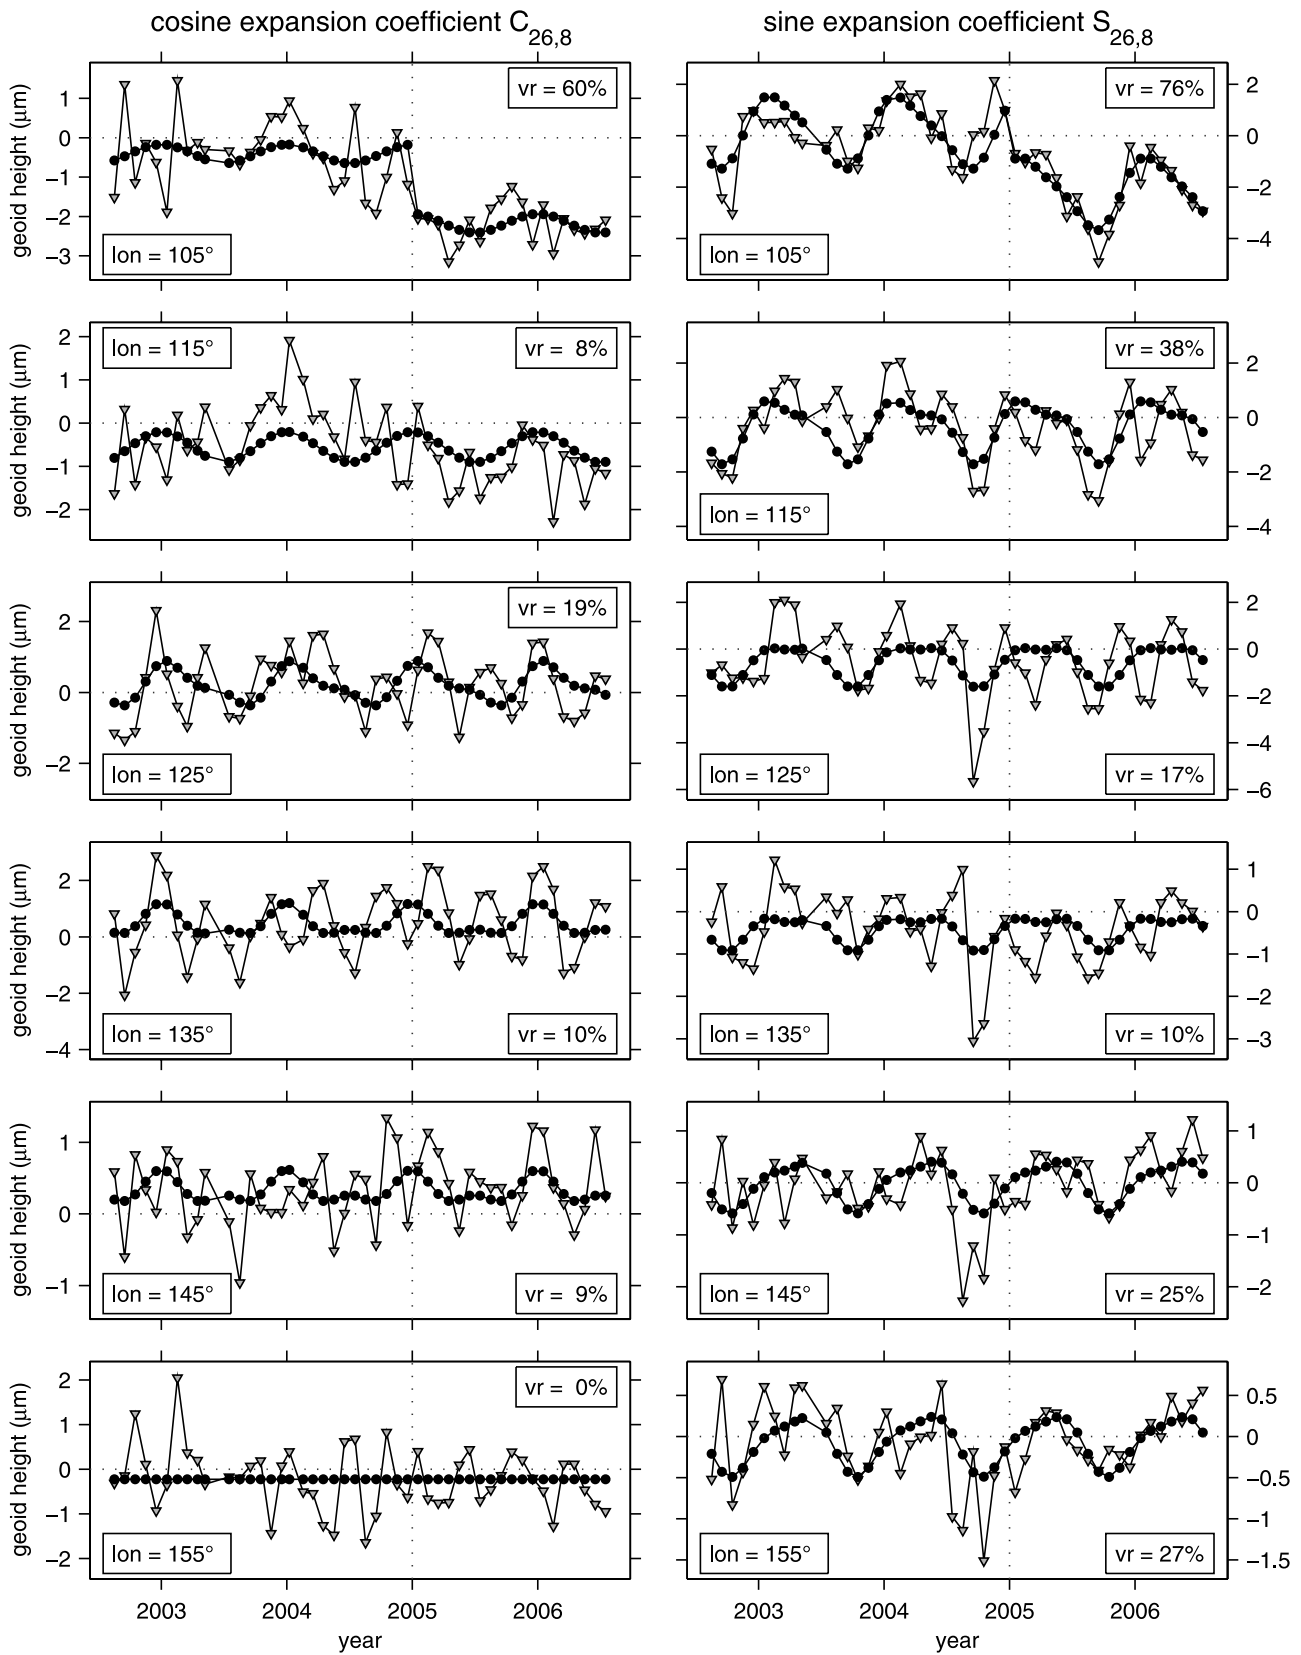 cosine expansion coefficient C26,8
sine expansion coefficient S26,8
geoid height (μm)
1
0
−1
−2
−3
vr = 60%
lon = 105°
2
0
−2
−4
vr = 76%
lon = 105°
geoid height (μm)
2
1
0
−1
−2
lon = 115°
vr = 8%
2
0
−2
−4
vr = 38%
lon = 115°
geoid height (μm)
2
0
−2
vr = 19%
lon = 125°
2
0
−2
−4
−6
lon = 125°
vr = 17%
geoid height (μm)
2
0
−2
−4
lon = 135°
vr = 10%
1
0
−1
−2
−3
lon = 135°
vr = 10%
geoid height (μm)
1
0
−1
lon = 145°
vr = 9%
1
0
−1
−2
lon = 145°
vr = 25%
geoid height (μm)
2
1
0
−1
−2
vr = 0%
lon = 155°
0.5
0
−0.5
−1
−1.5
lon = 155°
vr = 27%
2003 2004 2005 2006
year
2003 2004 2005 2006
year